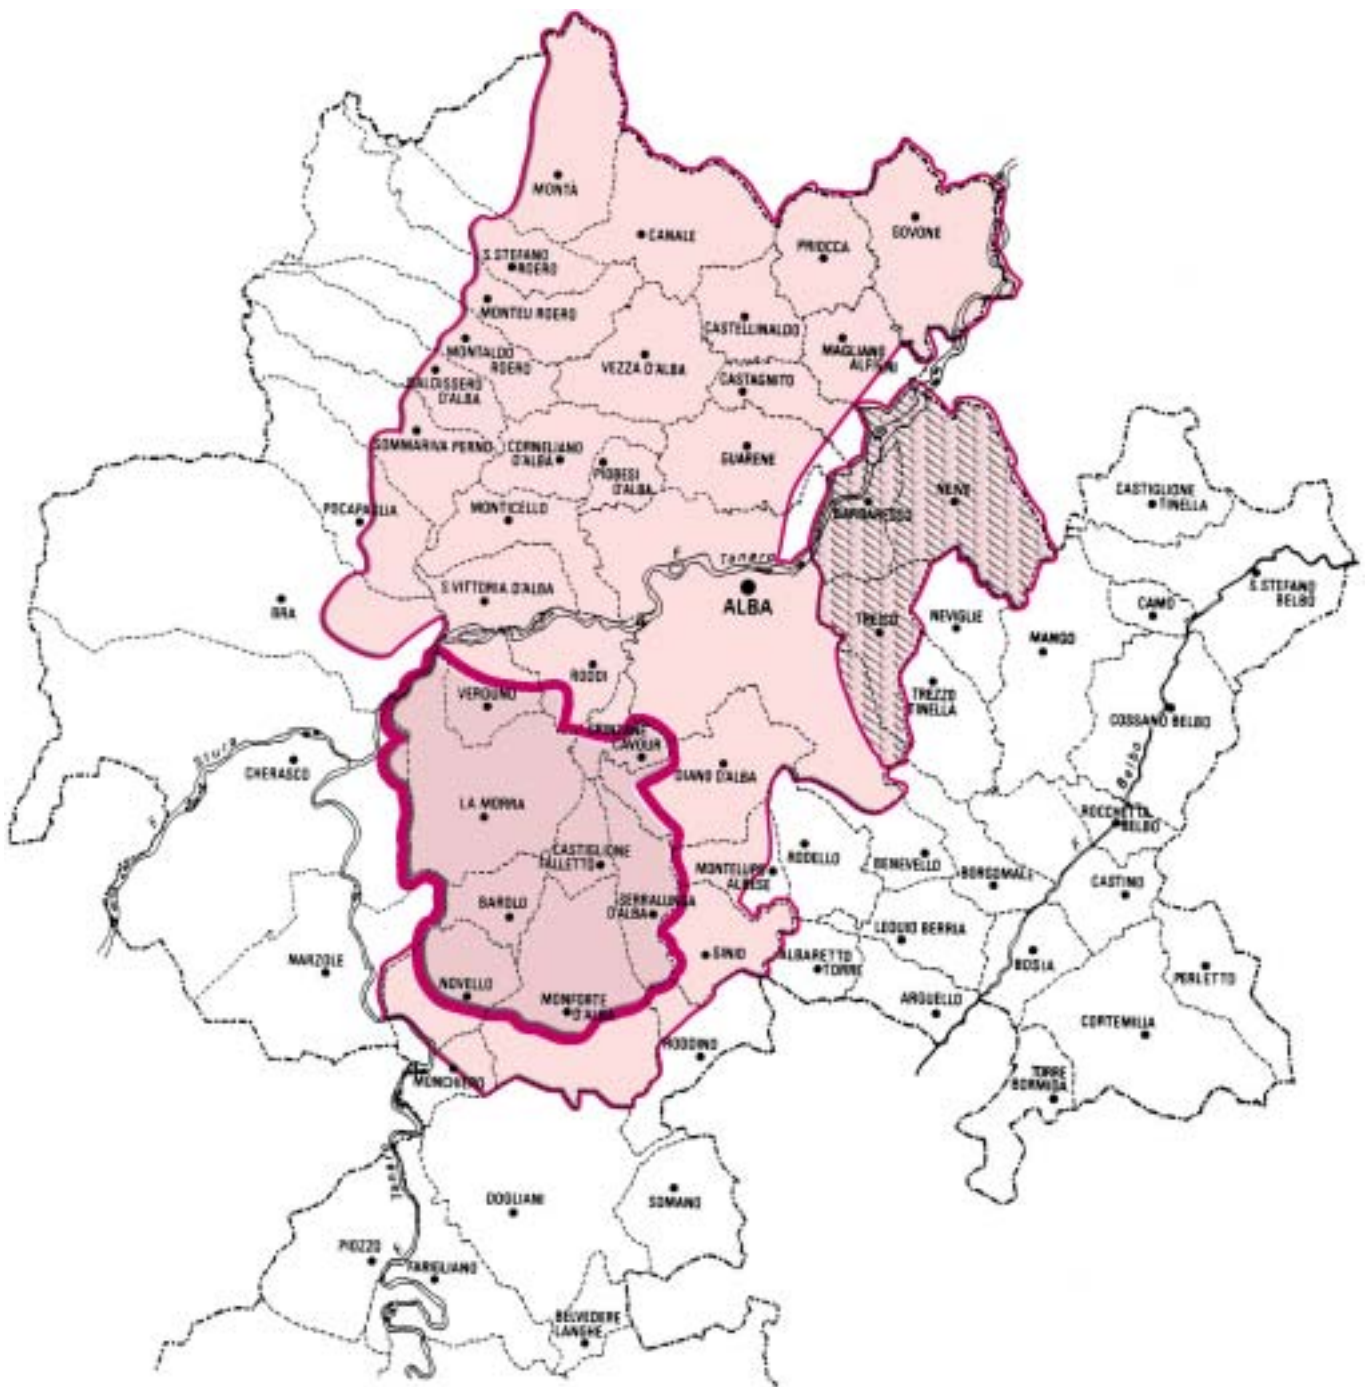 MONTÀ
CANALE
PRIOCCA
GOVONE
S.STEFANO
ROERO
MONTEU ROERO
CASTELLINALDO
MONTALDO
ROERO
VEZZA D'ALBA
MAGLIANO
ALFIERI
D'ALBA
CASTAGNITO
SOMMARIVA PERNO
CORNELIANO
D'ALBA
PIOBESI
D'ALBA
GUARENE
BARBARESCO
NEIVE
CASTIGLIONE
TINELLA
POCAPAGLIA
MONTICELLO
F. Tanaro
S.VITTORIA D'ALBA
ALBA
BRA
TREISO
NEVIGLIE
MANGO
CAMO
S.STEFANO
BELBO
RODDI
VERDUNO
TREZZO
TINELLA
COSSANO BELBO
F. Stura
CHERASCO
CAVOUR
DIANO D'ALBA
F. Belbo
LA MORRA
ROCCHETTA
BELBO
CASTIGLIONE
FALLETTO
MONTELUPO
ALBESE
RODELLO
BENEVELLO
BORGOMALE
CASTINO
BAROLO
SERRALUNGA
D'ALBA
LEQUIO BERRIA
NARZOLE
SINIO
ALBARETTO
TORRE
BOSIA
PERLETTO
NOVELLO
MONFORTE
D'ALBA
ARGUELLO
CORTEMILIA
RODDINO
MONCHIERO
TORRE
BORMIDA
DOGLIANI
SOMANO
PIOZZO
FARIGLIANO
BELVEDERE
LANGHE